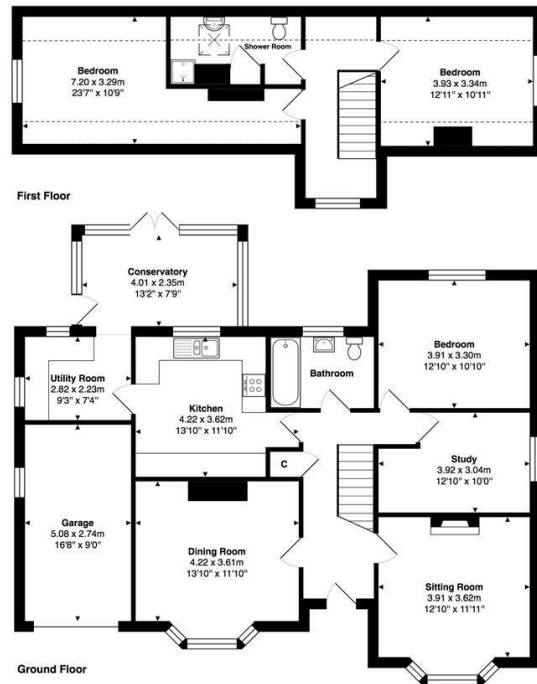 Bedroom
7.20 x 3.29m
23'7" x 10'9"
Shower Room
Bedroom
3.93 x 3.34m
12'11" x 10'11"
First Floor
Conservatory
4.01 x 2.35m
13'2" x 7'9"
Utility Room
2.82 x 2.23m
9'3" x 7'4"
Kitchen
4.22 x 3.62m
13'10" x 11'10"
Bathroom
Bedroom
3.91 x 3.30m
12'10" x 10'10"
C
Study
3.92 x 3.04m
12'10" x 10'0"
Garage
5.08 x 2.74m
16'8" x 9'0"
Dining Room
4.22 x 3.61m
13'10" x 11'10"
Sitting Room
3.91 x 3.62m
12'10" x 11'11"
Ground Floor